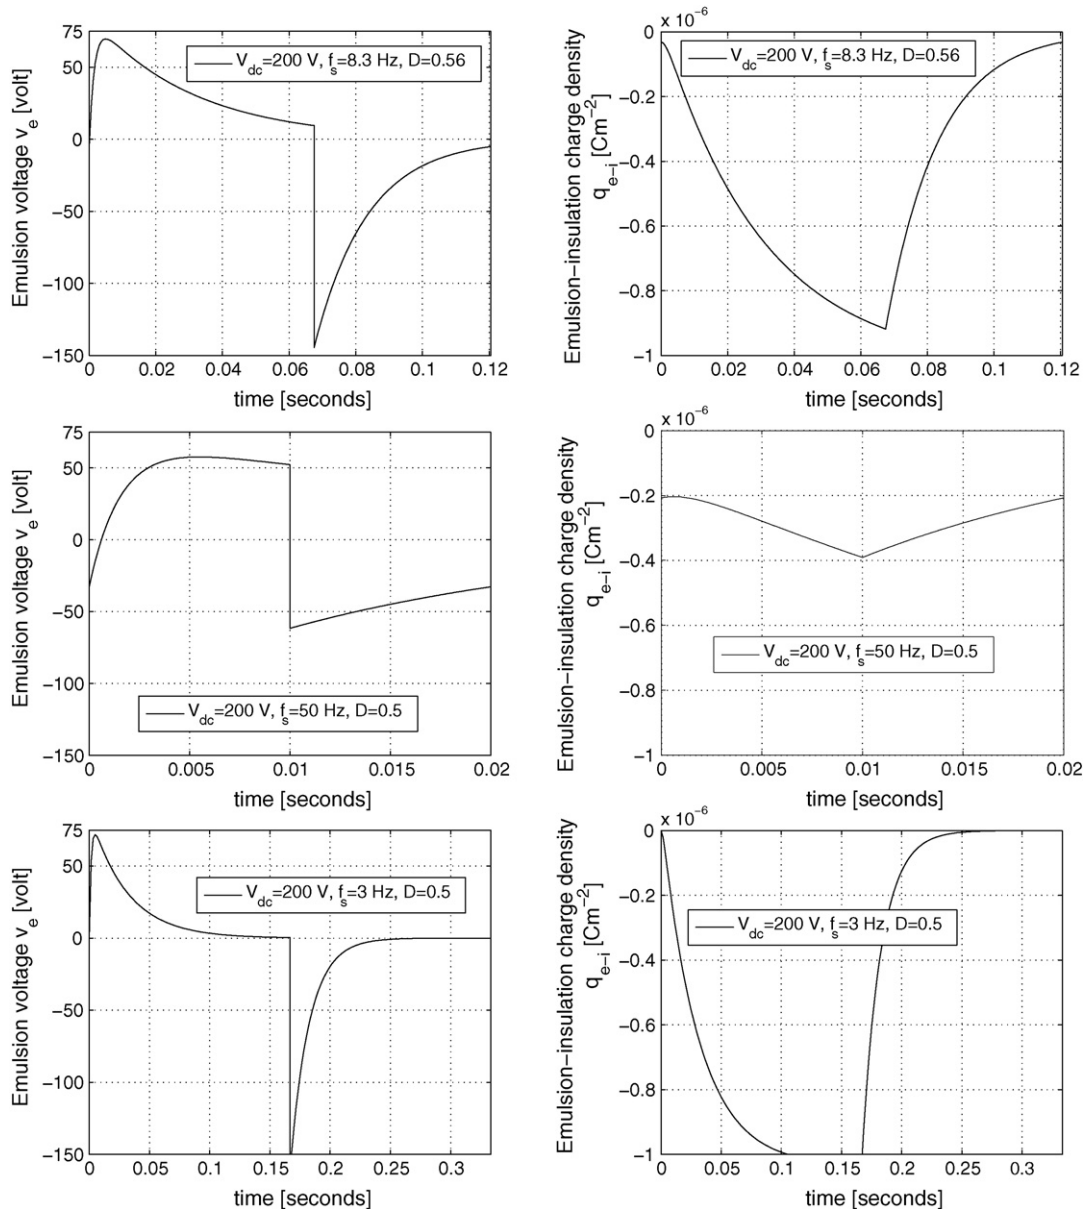 Emulsion voltage v_e [volt]
75
50
0
−50
−100
−150
V_dc=200 V, f_s=8.3 Hz, D=0.56
0 0.02 0.04 0.06 0.08 0.1 0.12
time [seconds]
Emulsion−insulation charge density
q_e−i [Cm^−2]
x 10^−6
0
−0.2
−0.4
−0.6
−0.8
−1
V_dc=200 V, f_s=8.3 Hz, D=0.56
0 0.02 0.04 0.06 0.08 0.1 0.12
time [seconds]
Emulsion voltage v_e [volt]
75
50
0
−50
−100
−150
V_dc=200 V, f_s=50 Hz, D=0.5
0 0.005 0.01 0.015 0.02
time [seconds]
Emulsion−insulation charge density
q_e−i [Cm^−2]
x 10^−6
0
−0.2
−0.4
−0.6
−0.8
−1
V_dc=200 V, f_s=50 Hz, D=0.5
0.005 0.01 0.015 0.02
time [seconds]
Emulsion voltage v_e [volt]
75
50
0
−50
−100
−150
V_dc=200 V, f_s=3 Hz, D=0.5
0 0.05 0.1 0.15 0.2 0.25 0.3
time [seconds]
Emulsion−insulation charge density
q_e−i [Cm^−2]
x 10^−6
0
−0.2
−0.4
−0.6
−0.8
−1
V_dc=200 V, f_s=3 Hz, D=0.5
0 0.05 0.1 0.15 0.2 0.25 0.3
time [seconds]